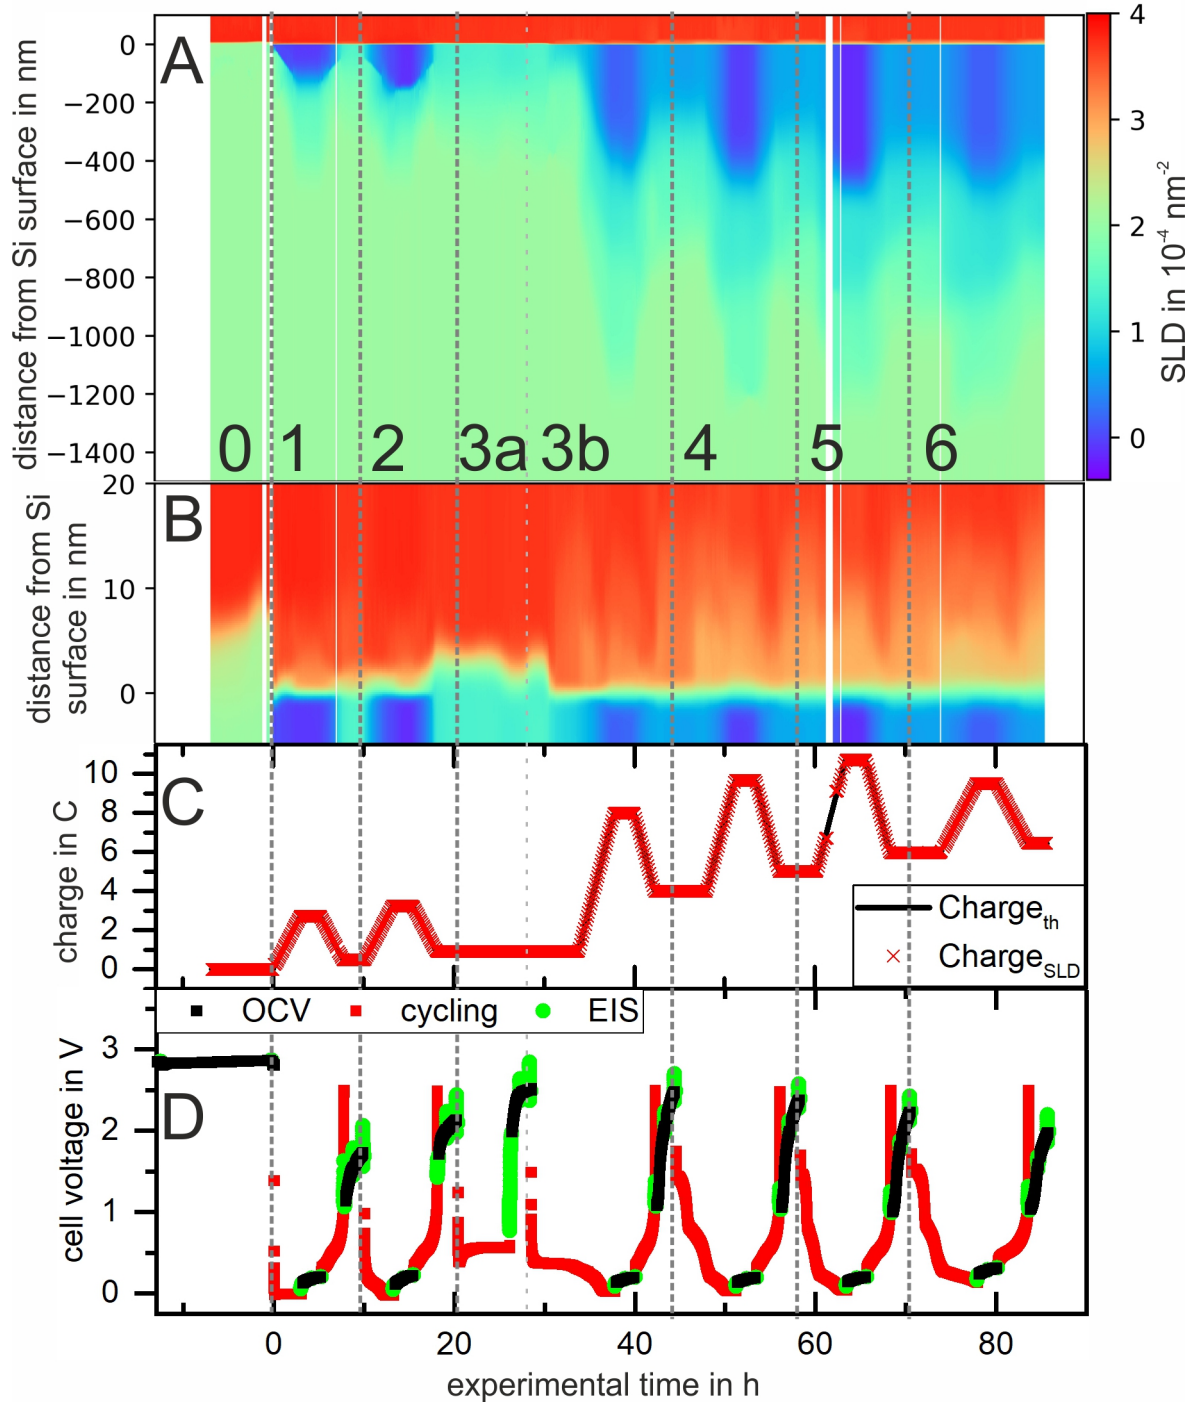 A
0
−200
−400
−600
−800
−1000
−1200
−1400
distance from Si surface in nm
0 1 2 3a 3b 4 5 6
4
3
2
1
0
SLD in 10⁻⁴ nm⁻²
B
20
10
0
distance from Si
surface in nm
C
10
8
6
4
2
0
charge in C
Charge_th
Charge_SLD
OCV cycling EIS
D
3
2
1
0
cell voltage in V
0 20 40 60 80
experimental time in h